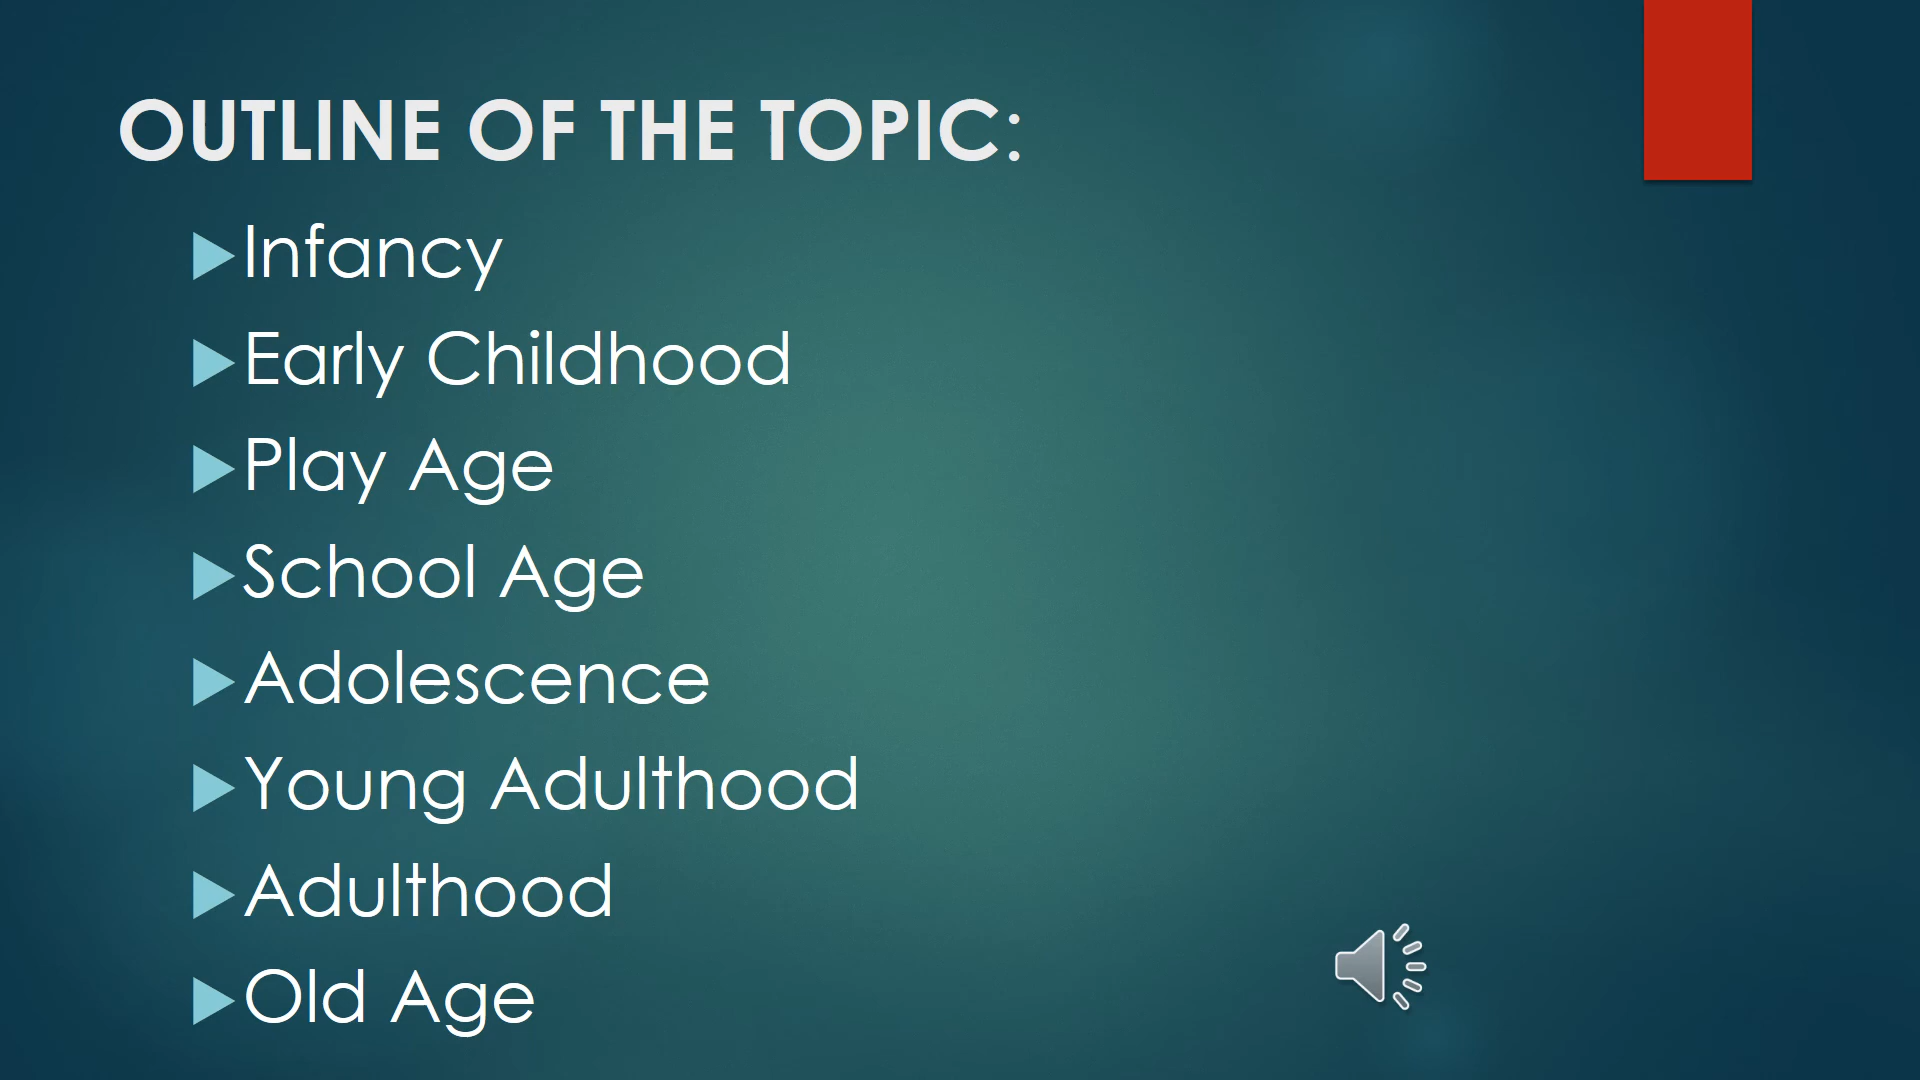 OUTLINE OF THE TOPIC:
Infancy
Early Childhood
Play Age
School Age
Adolescence
Young Adulthood
Adulthood
Old Age